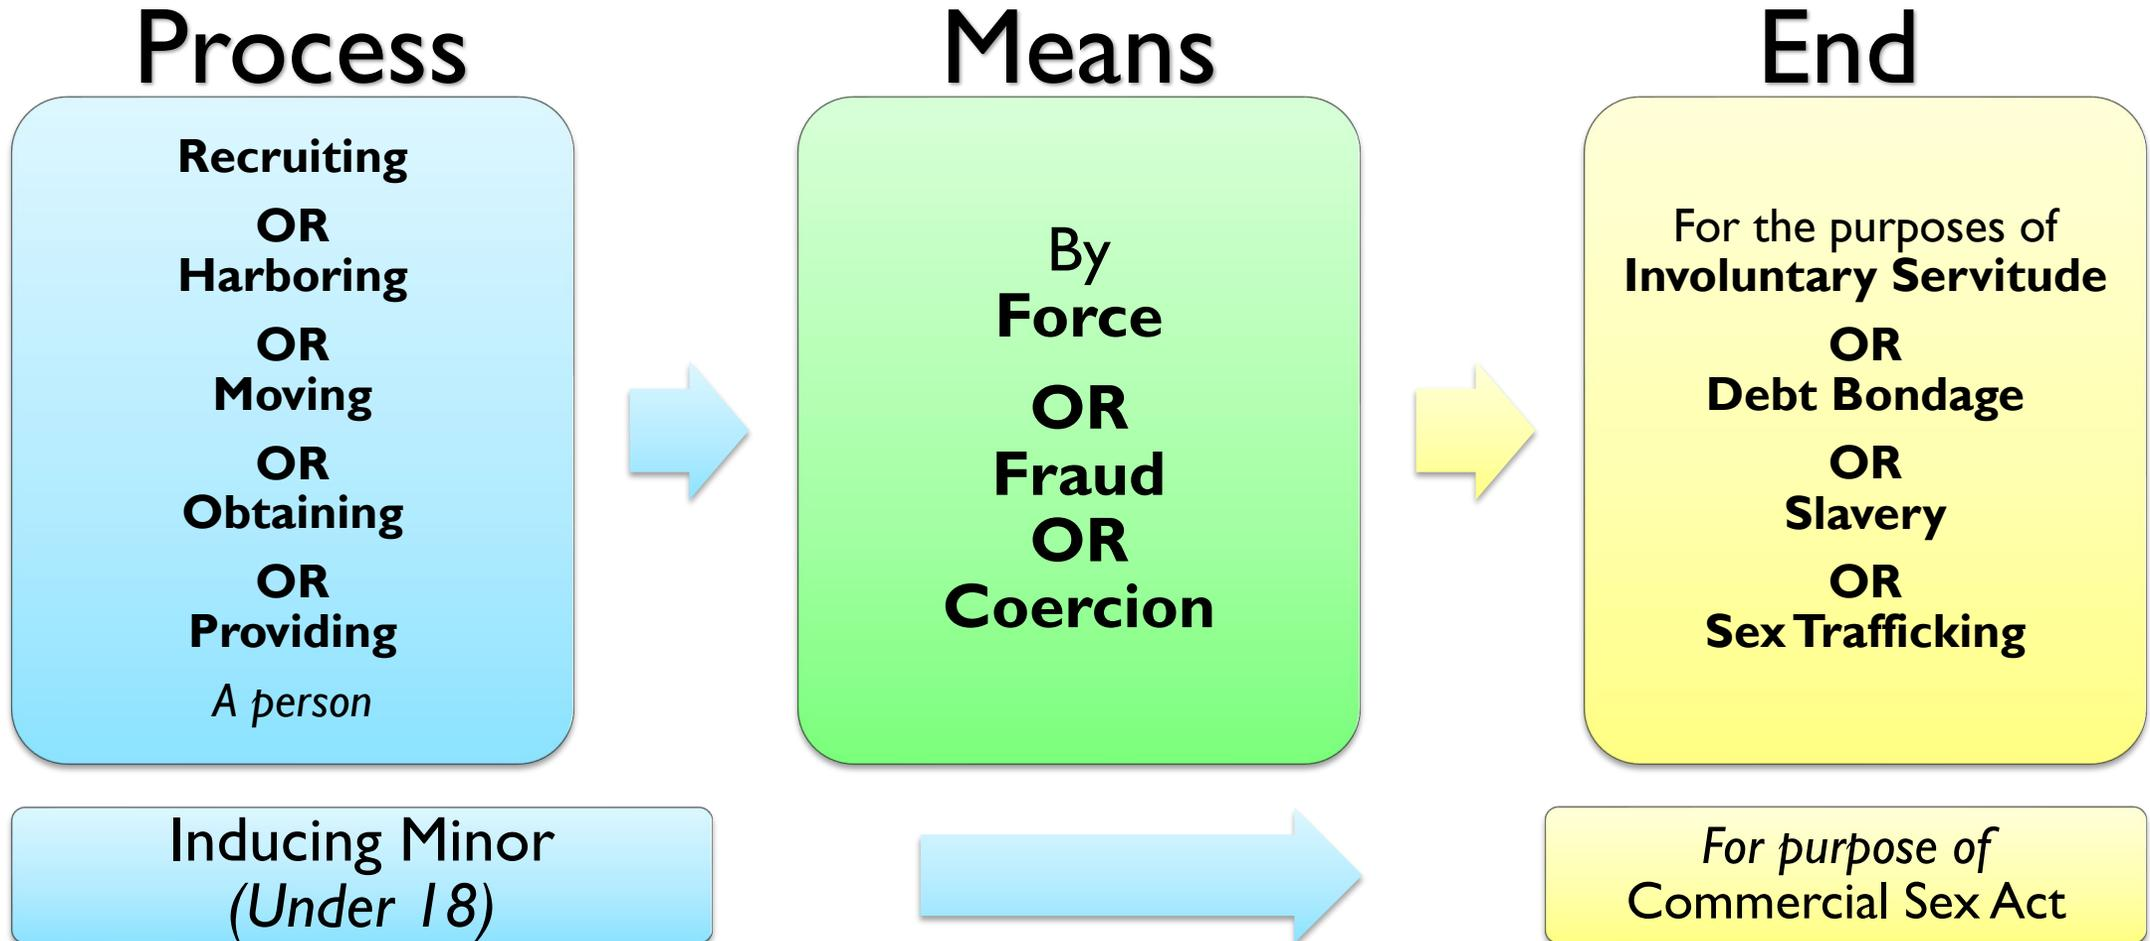 Process
Recruiting
OR
Harboring
OR
Moving
OR
Obtaining
OR
Providing
A person
Means
By
Force
OR
Fraud
OR
Coercion
End
For the purposes of
Involuntary Servitude
OR
Debt Bondage
OR
Slavery
OR
Sex Trafficking
Inducing Minor
(Under 18)
For purpose of
Commercial Sex Act